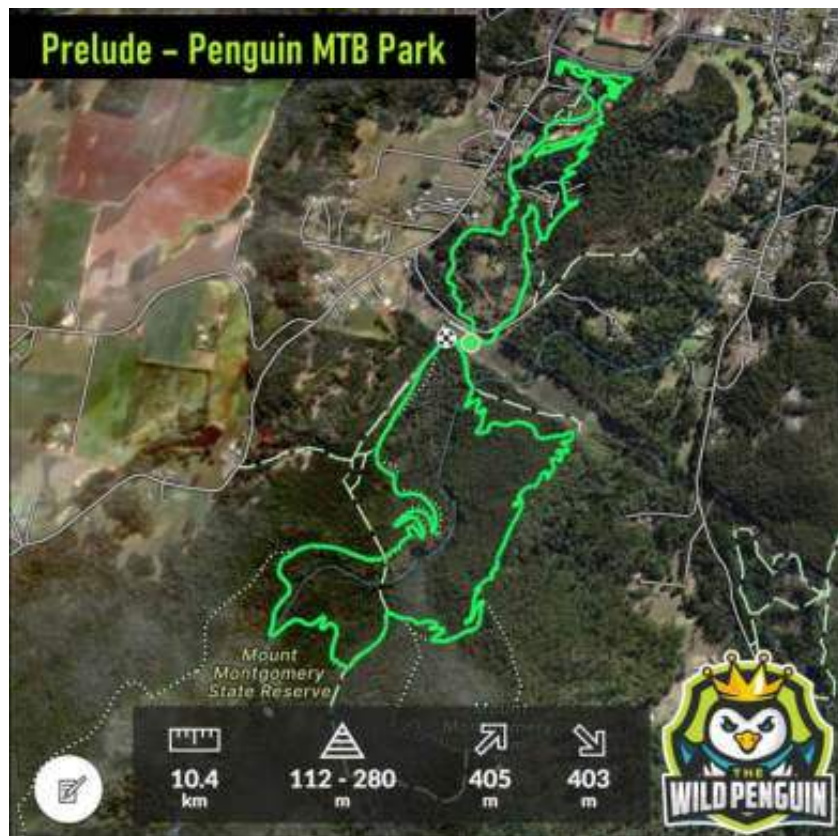 Prelude – Penguin MTB Park
Mount
Montgomery
State Reserve
10.4
km
112 - 280
m
405
m
403
m
THE
WILD PENGUIN